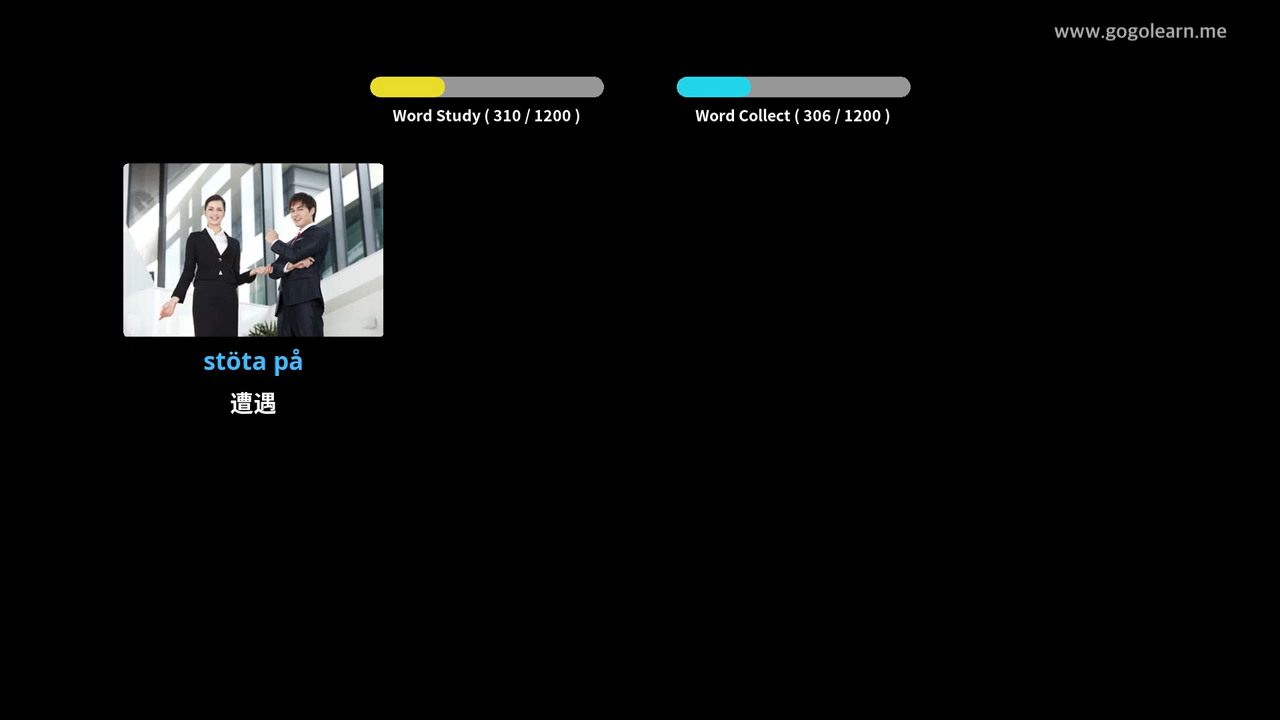 www.gogolearn.me
Word Study ( 310 / 1200 )
Word Collect ( 306 / 1200 )
stöta på
遭遇